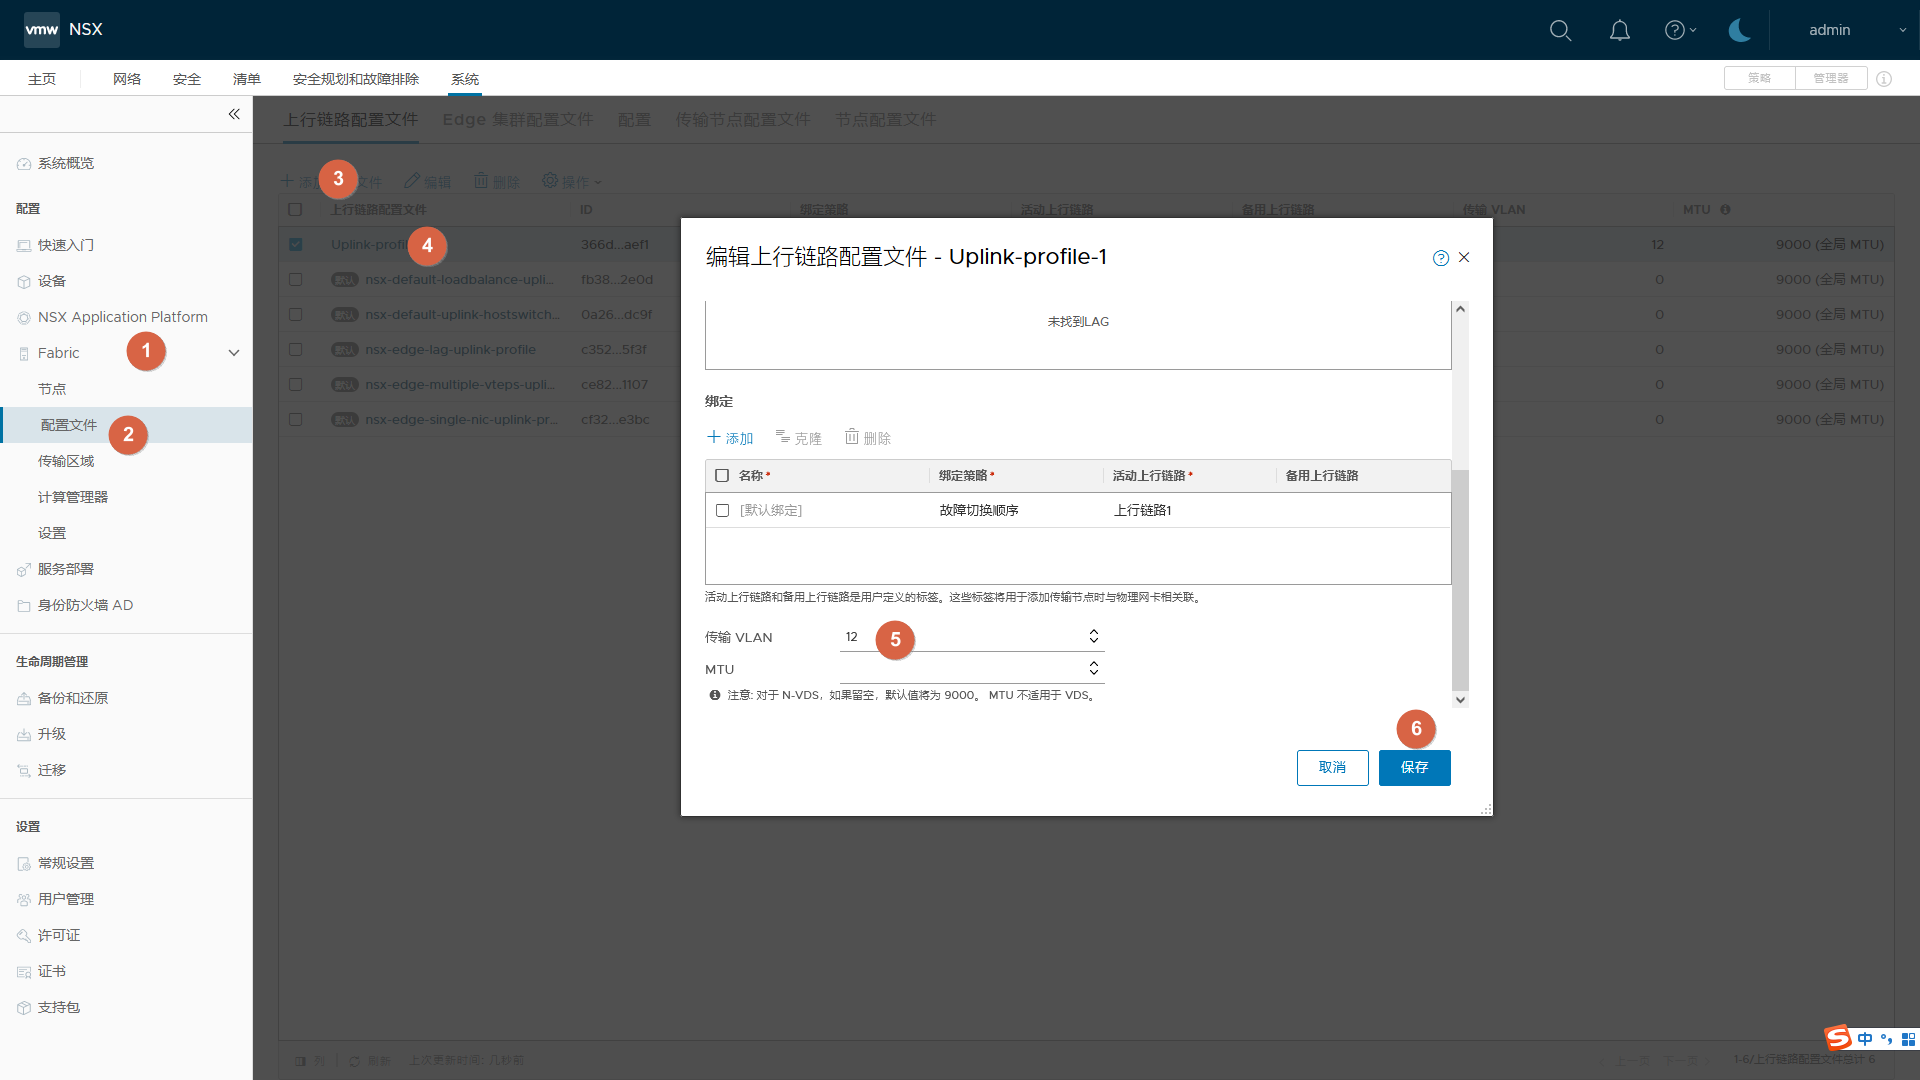 vmw NSX
admin
主页 网络 安全 清单 安全规划和故障排除 系统
策略 管理器
上行链路配置文件 Edge 集群配置文件 配置 传输节点配置文件 节点配置文件
系统概览
配置
快速入门
设备
NSX Application Platform
Fabric 1
节点
配置文件 2
传输区域
计算管理器
设置
服务部署
身份防火墙 AD
生命周期管理
备份和还原
升级
迁移
设置
常规设置
用户管理
许可证
证书
支持包
添加 3 文件 编辑 删除 操作
上行链路配置文件 ID 绑定策略 活动上行链路 备用上行链路 传输 VLAN MTU
Uplink-profi 4 366d...aef1 12 9000 (全局 MTU)
默认 nsx-default-loadbalance-upli... fb38...2e0d 0 9000 (全局 MTU)
默认 nsx-default-uplink-hostswitch... 0a26...dc9f 0 9000 (全局 MTU)
默认 nsx-edge-lag-uplink-profile c352...5f3f 0 9000 (全局 MTU)
默认 nsx-edge-multiple-vteps-upli... ce82...1107 0 9000 (全局 MTU)
默认 nsx-edge-single-nic-uplink-pr... cf32...e3bc 0 9000 (全局 MTU)
编辑上行链路配置文件 - Uplink-profile-1
未找到LAG
绑定
添加 克隆 删除
名称* 绑定策略* 活动上行链路* 备用上行链路
[默认绑定] 故障切换顺序 上行链路1
活动上行链路和备用上行链路是用户定义的标签。这些标签将用于添加传输节点时与物理网卡相关联。
传输 VLAN 12 5
MTU
注意: 对于 N-VDS，如果留空，默认值将为 9000。 MTU 不适用于 VDS。
6
取消 保存
列 刷新 上次更新时间: 几秒前
上一页 下一页 1-6/上行链路配置文件总计 6
S 中